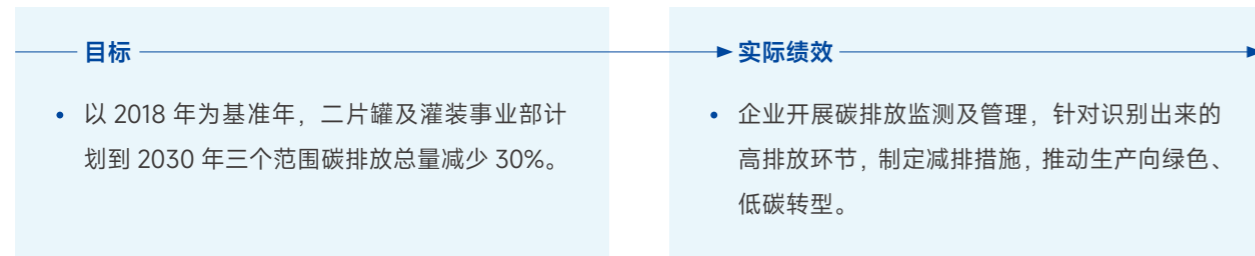 目标
以 2018 年为基准年，二片罐及灌装事业部计
划到 2030 年三个范围碳排放总量减少 30%。
实际绩效
企业开展碳排放监测及管理，针对识别出来的
高排放环节，制定减排措施，推动生产向绿色、
低碳转型。